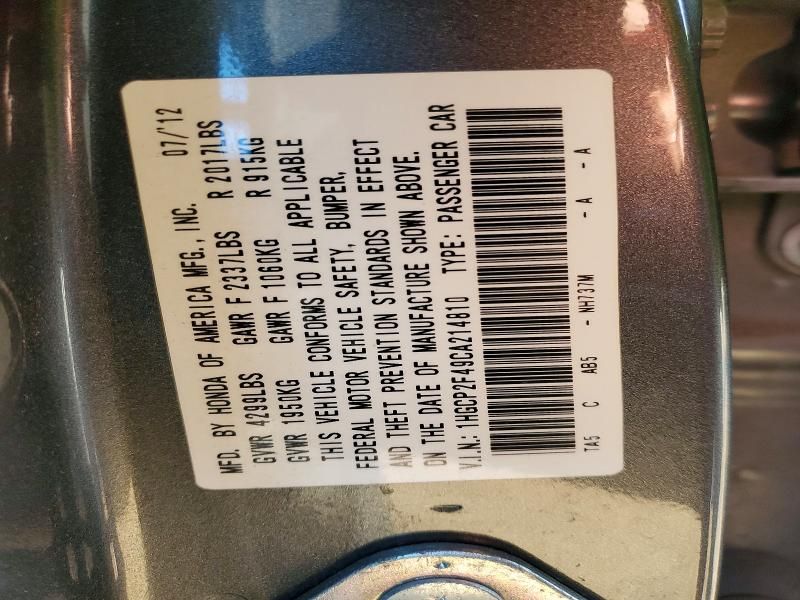 MFD. BY HONDA OF AMERICA MFG., INC. 07/'12
GVWR 4299LBS GAWR F 2337LBS R 2017LBS
GVWR 1950KG GAWR F 1060KG R 915KG
THIS VEHICLE CONFORMS TO ALL APPLICABLE
FEDERAL MOTOR VEHICLE SAFETY, BUMPER,
AND THEFT PREVENTION STANDARDS IN EFFECT
ON THE DATE OF MANUFACTURE SHOWN ABOVE.
V.I.N.: 1HGCP2F49CA214810 TYPE: PASSENGER CAR
TA5 C AB5 - NH737M - A - A